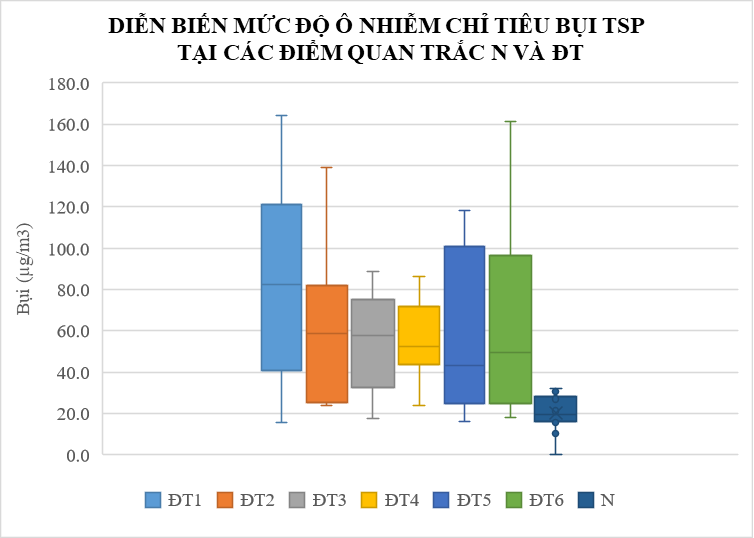 DIỄN BIẾN MỨC ĐỘ Ô NHIỄM CHỈ TIÊU BỤI TSP
TẠI CÁC ĐIỂM QUAN TRẮC N VÀ ĐT
180.0
160.0
140.0
120.0
100.0
80.0
60.0
40.0
20.0
0.0
Bụi (µg/m3)
ĐT1 ĐT2 ĐT3 ĐT4 ĐT5 ĐT6 N